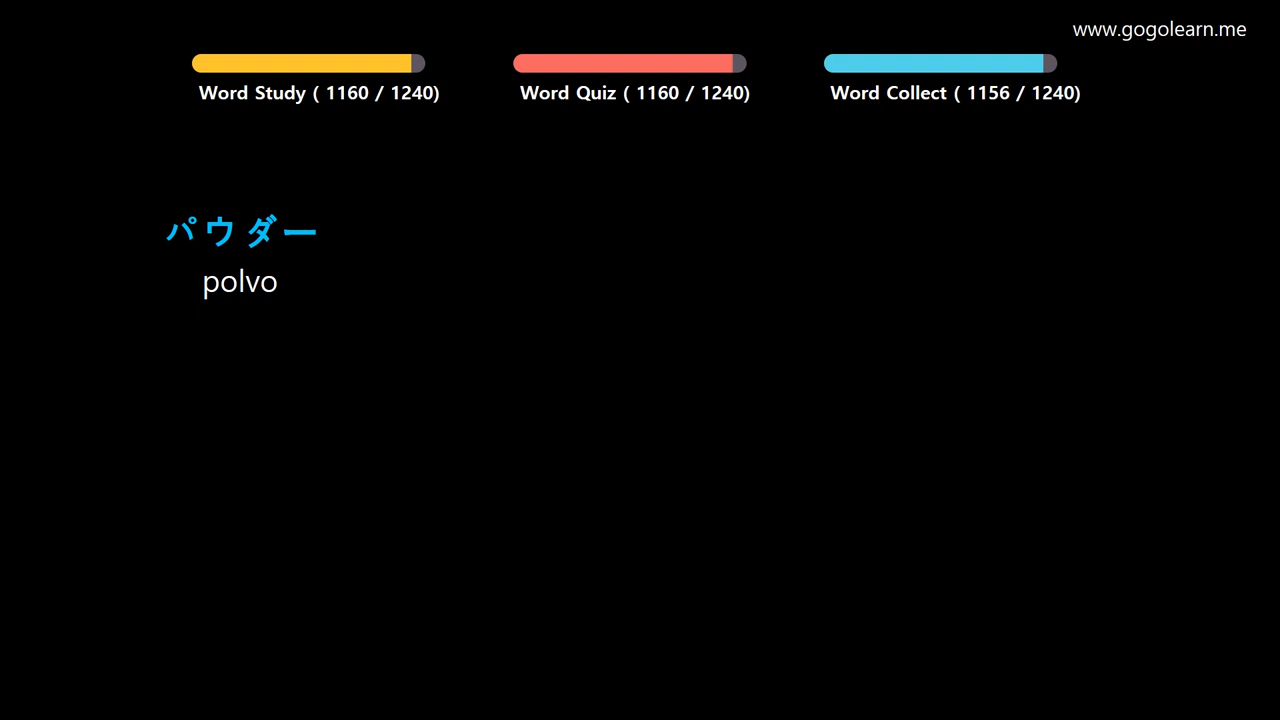 www.gogolearn.me
Word Study ( 1160 / 1240)
Word Quiz ( 1160 / 1240)
Word Collect ( 1156 / 1240)
パウダー
polvo